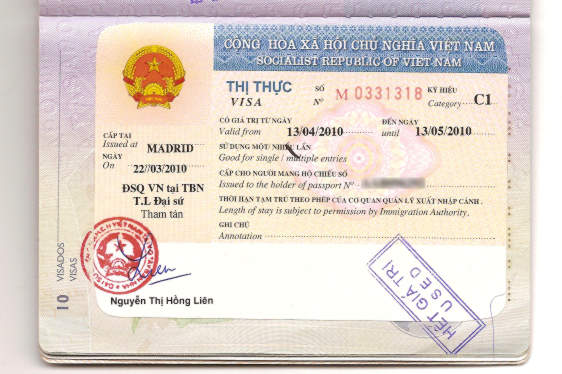 CỘNG HÒA XÃ HỘI CHỦ NGHĨA VIỆT NAM
SOCIALIST REPUBLIC OF VIET NAM
THỊ THỰC
VISA
SỐ
Nº
M 0331318
KÝ HIỆU
Category
C1
CÓ GIÁ TRỊ TỪ NGÀY
Valid from 13/04/2010
ĐẾN NGÀY
until 13/05/2010
CẤP TẠI
Issued at MADRID
NGÀY
On 22//03/2010
SỬ DỤNG MỘT/ NHIỀU LẦN
Good for single / multiple entries
CẤP CHO NGƯỜI MANG HỘ CHIẾU SỐ
Issued to the holder of passport Nº
ĐSQ VN tại TBN
T.L Đại sứ
Tham tán
THỜI HẠN TẠM TRÚ THEO PHÉP CỦA CƠ QUAN QUẢN LÝ XUẤT NHẬP CẢNH .
Length of stay is subject to permission by Immigration Authority.
GHI CHÚ
Annotation
Liên
Nguyễn Thị Hồng Liên
HẾT GIÁ TRỊ
USED
10 VISADOS
VISAS